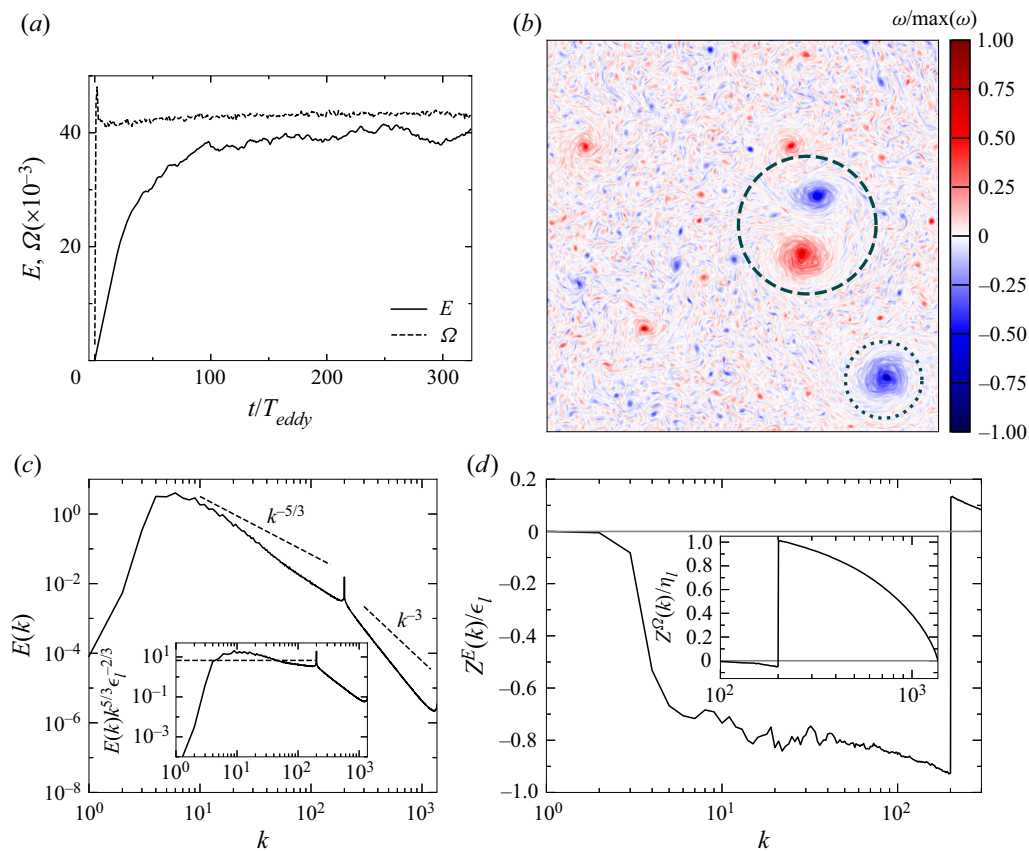 (a)
E, Ω(×10⁻³)
40
20
0
0 100 200 300
t/T_eddy
E
Ω
(b)
ω/max(ω)
1.00
0.75
0.50
0.25
0
−0.25
−0.50
−0.75
−1.00
(c)
E(k)
10⁰
10⁻²
10⁻⁴
10⁻⁶
10⁻⁸
10⁰ 10¹ 10² 10³
k
k⁻⁵/³
k⁻³
E(k)k⁵/³ϵ_l⁻²/³
10¹
10⁻¹
10⁻⁴
10⁰ 10¹ 10² 10³
(d)
Z^E(k)/ϵ_l
0.2
0
−0.2
−0.4
−0.6
−0.8
−1.0
10⁰ 10¹ 10²
k
Z^Ω(k)/η_l
1.0
0.8
0.6
0.4
0.2
0
10² 10³